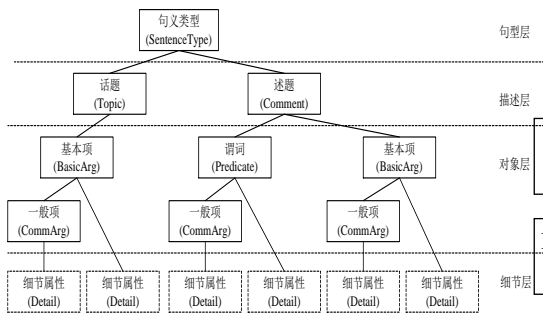 句义类型
(SentenceType)
句型层
话题
(Topic)
述题
(Comment)
描述层
基本项
(BasicArg)
谓词
(Predicate)
基本项
(BasicArg)
对象层
一般项
(CommArg)
一般项
(CommArg)
一般项
(CommArg)
细节属性
(Detail)
细节属性
(Detail)
细节属性
(Detail)
细节属性
(Detail)
细节属性
(Detail)
细节属性
(Detail)
细节层